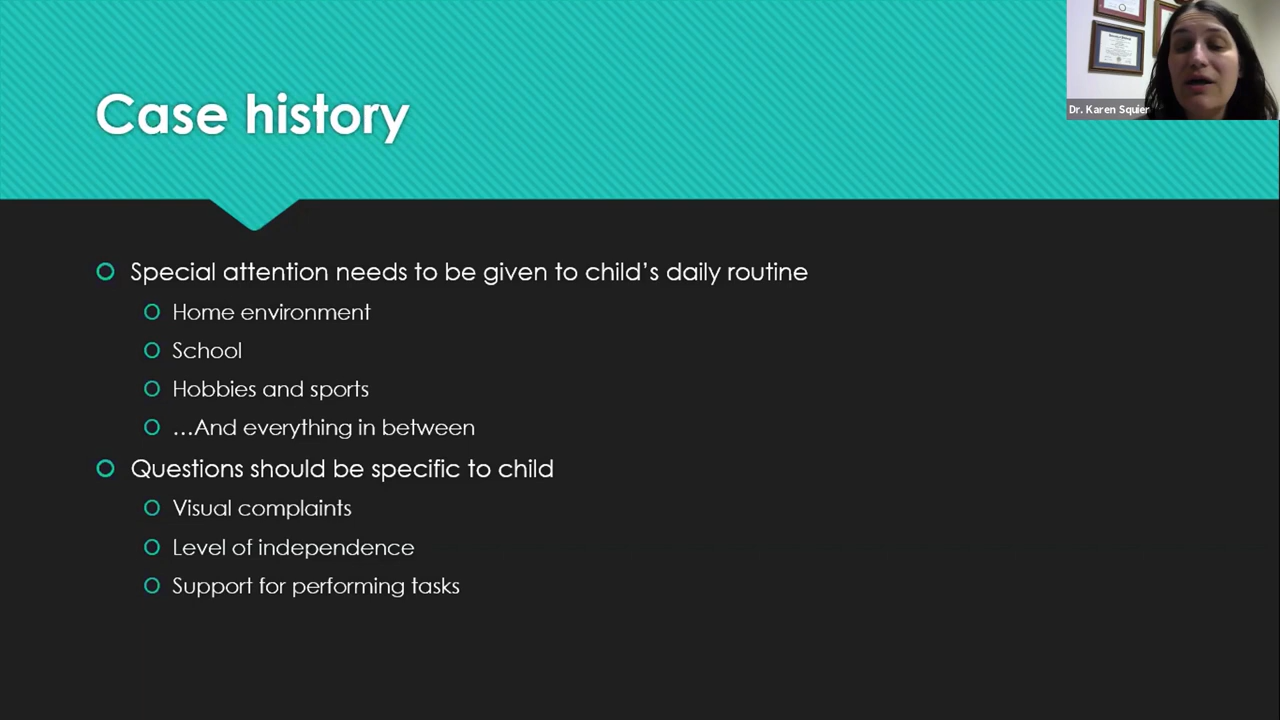 Case history
Dr. Karen Squier
Special attention needs to be given to child's daily routine
Home environment
School
Hobbies and sports
...And everything in between
Questions should be specific to child
Visual complaints
Level of independence
Support for performing tasks